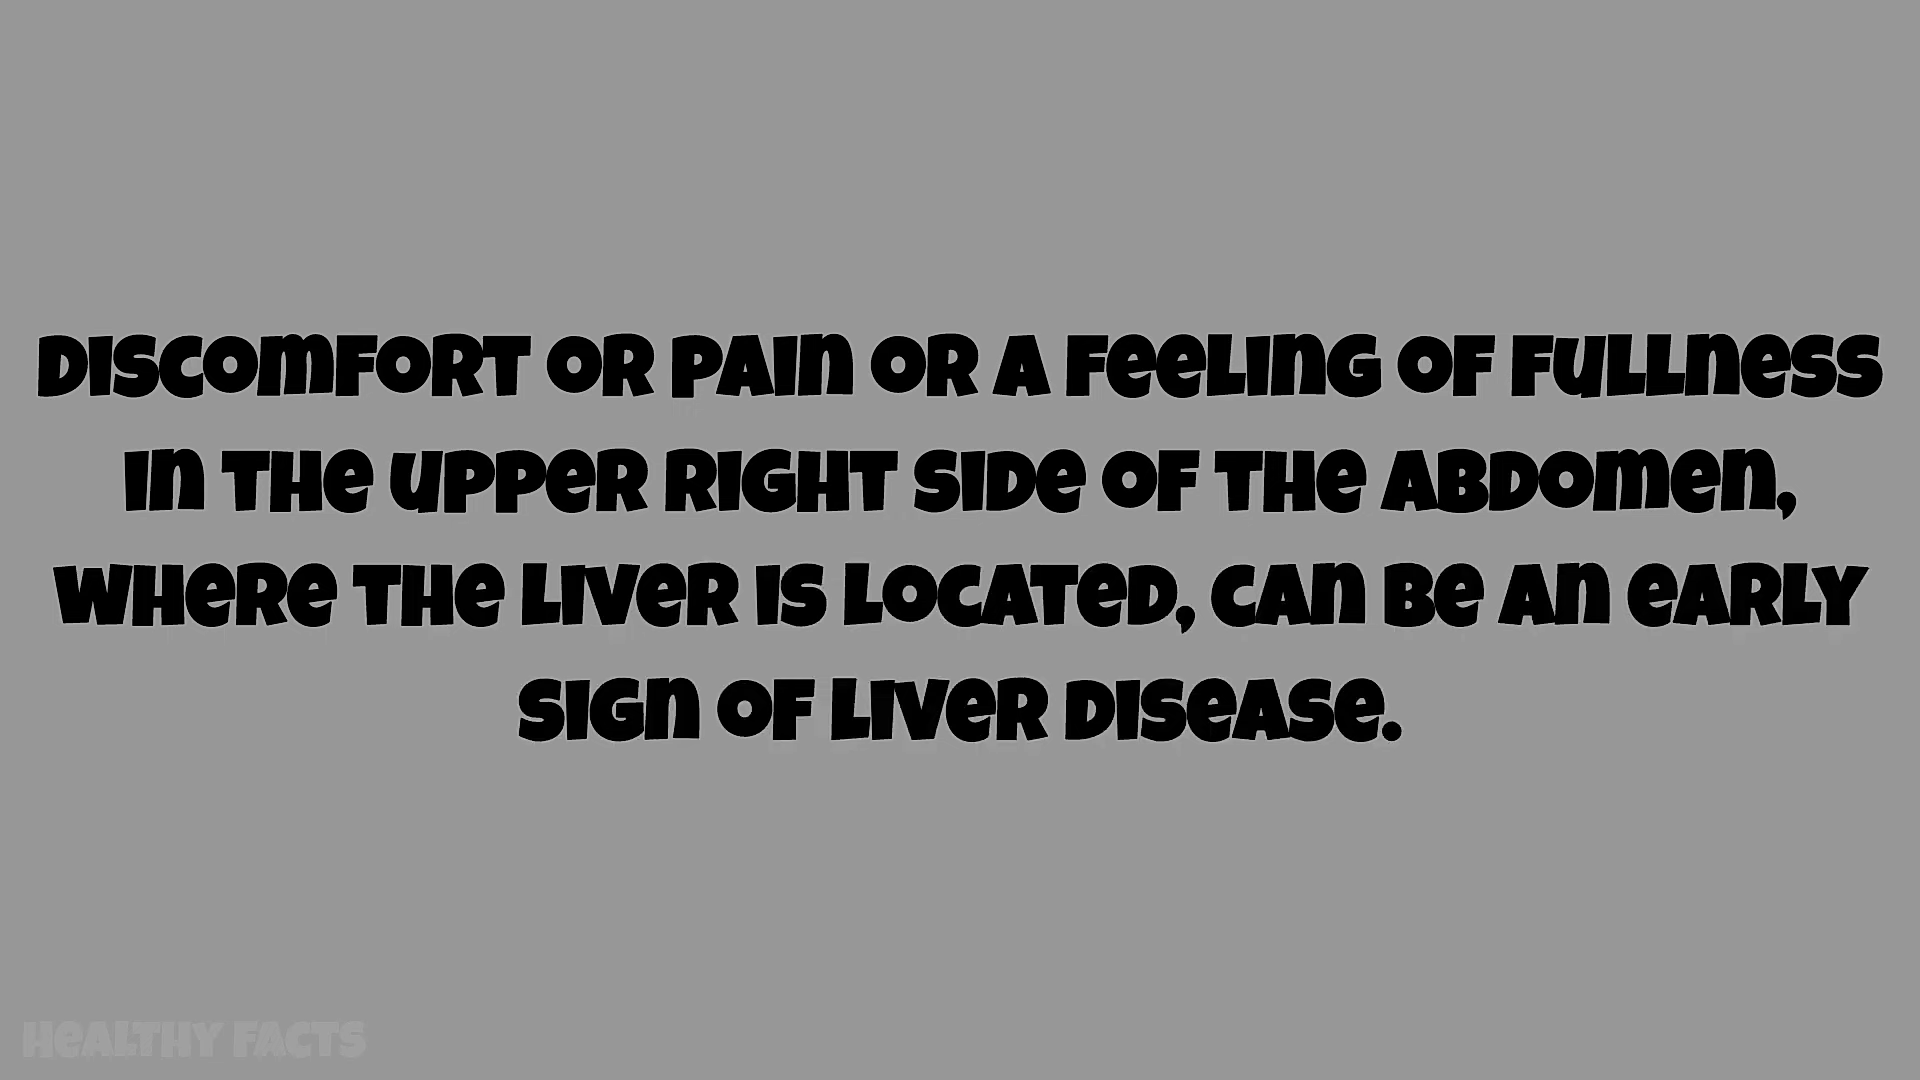 Discomfort or pain or a feeling of fullness
in the upper right side of the abdomen,
where the liver is located, can be an early
sign of liver disease.
Healthy Facts